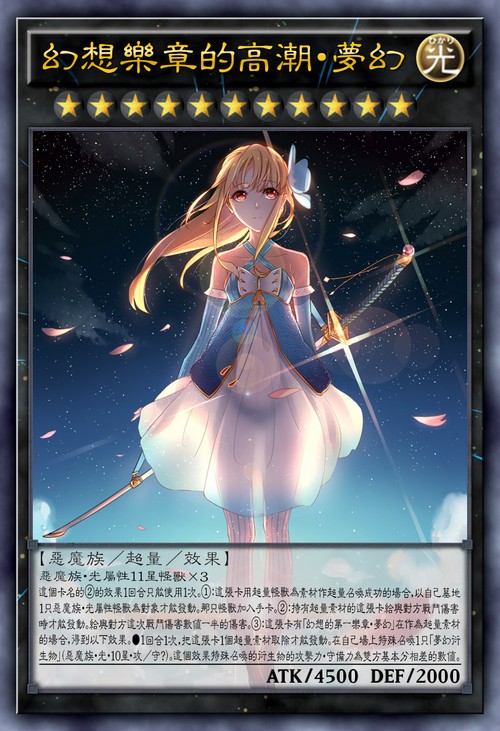 幻想樂章的高潮・夢幻
ひかり
光
【惡魔族／超量／效果】
惡魔族・光屬性11星怪獸×3
這個卡名的②的效果1回合只能使用1次。①:這張卡用超量怪獸為素材作超量召喚成功的場合,以自己墓地
1只惡魔族・光屬性怪獸為對象才能發動。那只怪獸加入手卡。②:持有超量素材的這張卡給與對方戰鬥傷害
時才能發動。給與對方這次戰鬥傷害數值一半的傷害。③:這張卡有「幻想的第一樂章・夢幻」在作為超量素材
的場合,得到以下效果。●1回合1次,把這張卡1個超量素材取除才能發動。在自己場上特殊召喚1只「夢幻衍
生物」(惡魔族・光・10星・攻／守?)。這個效果特殊召喚的衍生物的攻擊力・守備力為雙方基本分相差的數值。
ATK/4500 DEF/2000